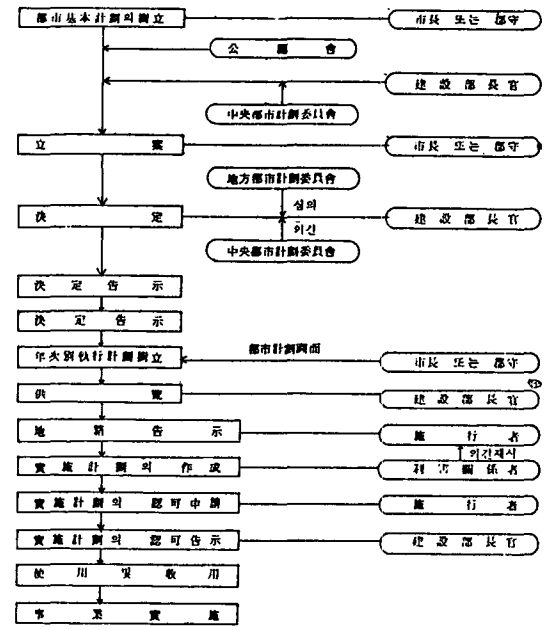 都市基本計劃의樹立
市長 또는 郡守
公聽會
建設部長官
中央都市計劃委員會
立案
市長 또는 郡守
地方都市計劃委員會
심의
決定
建設部長官
의견
中央都市計劃委員會
決定告示
決定告示
都市計劃圖面
年次別執行計劃樹立
市長 또는 郡守
供覽
建設部長官
地籍告示
施行者
의견제시
實施計劃의 作成
利害關係者
實施計劃의 認可申請
施行者
實施計劃의 認可告示
建設部長官
使用 및 收用
事業實施